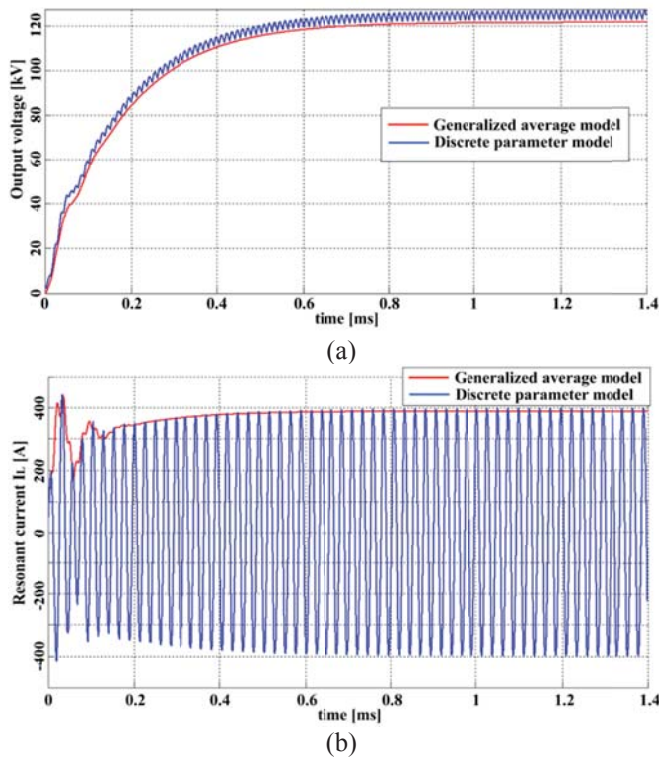 120
100
80
60
40
20
0
Output voltage [kV]
Generalized average model
Discrete parameter model
0 0.2 0.4 0.6 0.8 1 1.2 1.4
time [ms]
(a)
400
200
0
-200
-400
Resonant current IL [A]
Generalized average model
Discrete parameter model
0 0.2 0.4 0.6 0.8 1 1.2 1.4
time [ms]
(b)